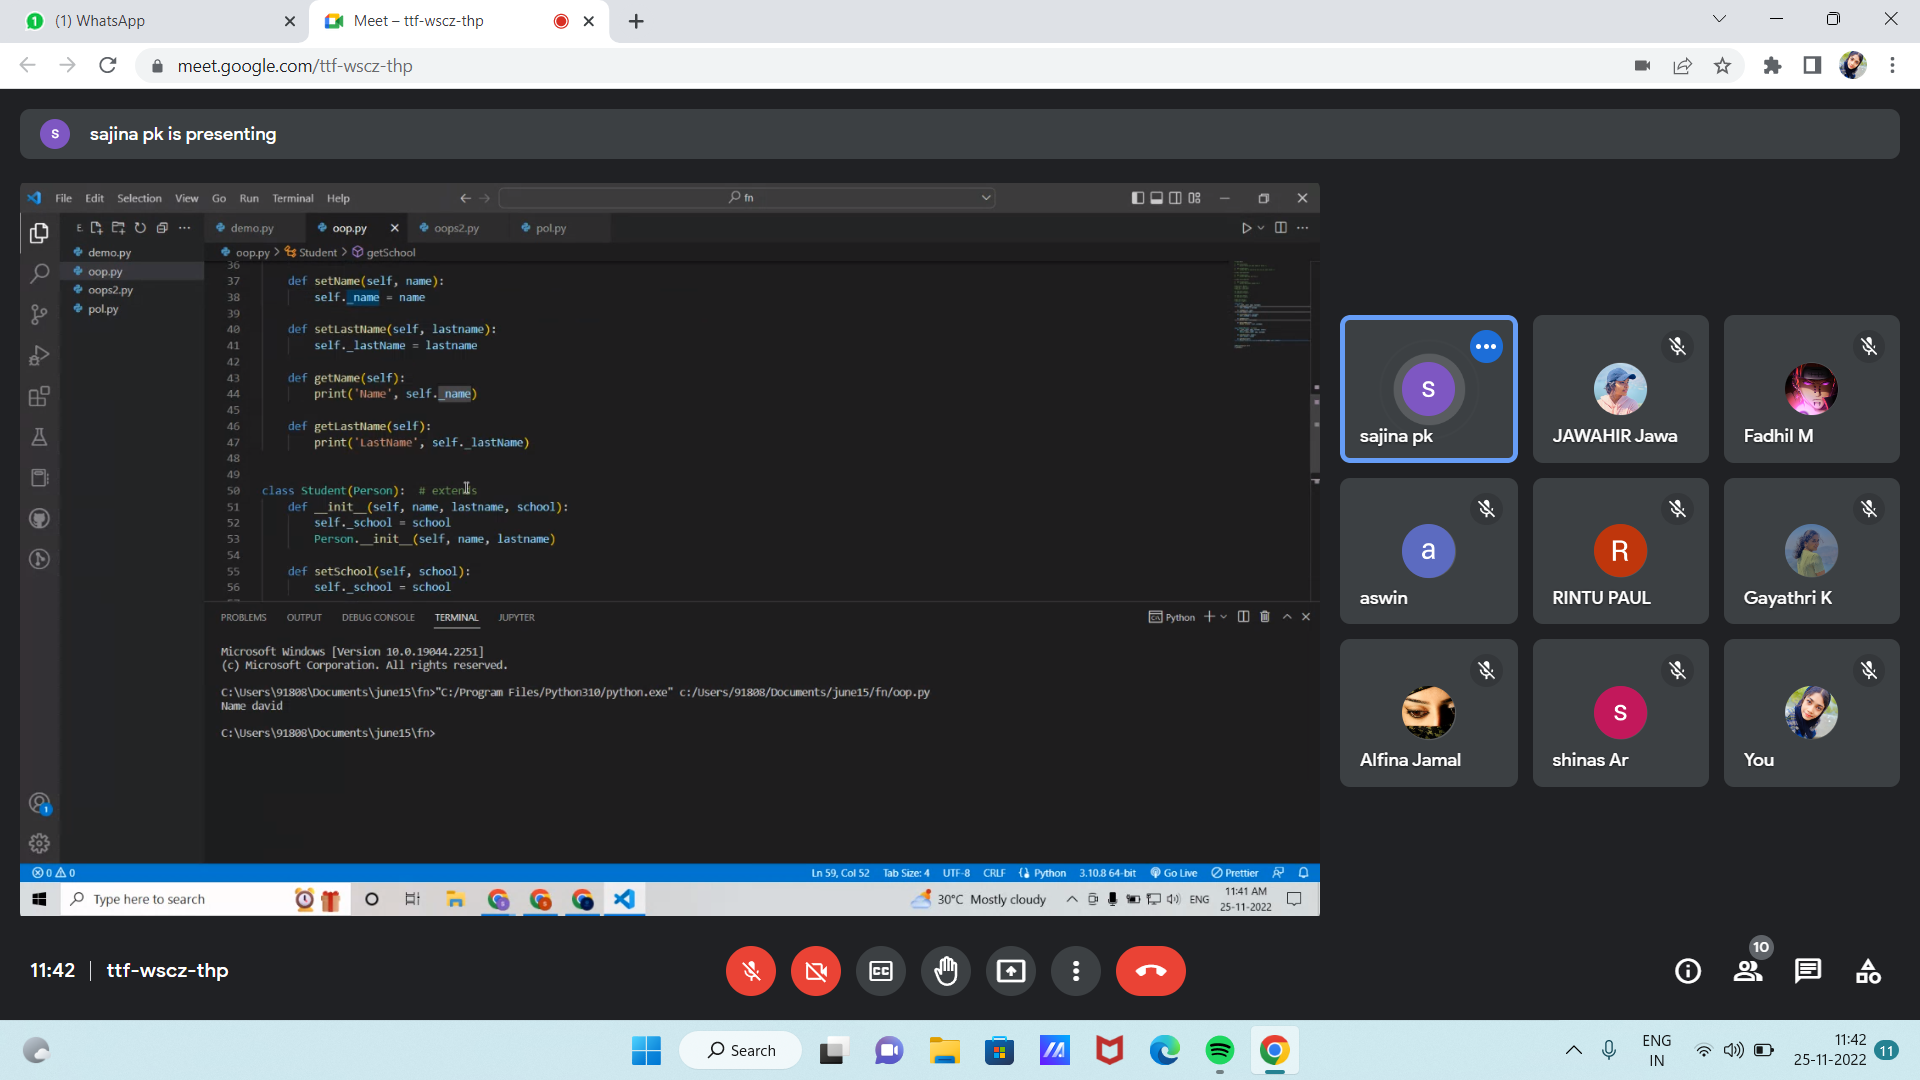 (1) WhatsApp
Meet – ttf-wscz-thp
meet.google.com/ttf-wscz-thp
S
sajina pk is presenting
File Edit Selection View Go Run Terminal Help
fn
demo.py
oop.py
oops2.py
pol.py
demo.py
oop.py
oops2.py
pol.py
oop.py > Student > getSchool
36
37 def setName(self, name):
38 self._name = name
39
40 def setLastName(self, lastname):
41 self._lastName = lastname
42
43 def getName(self):
44 print('Name', self._name)
45
46 def getLastName(self):
47 print('LastName', self._lastName)
48
49
50 class Student(Person): # extends
51 def __init__(self, name, lastname, school):
52 self._school = school
53 Person.__init__(self, name, lastname)
54
55 def setSchool(self, school):
56 self._school = school
PROBLEMS OUTPUT DEBUG CONSOLE TERMINAL JUPYTER
Python
Microsoft Windows [Version 10.0.19044.2251]
(c) Microsoft Corporation. All rights reserved.
C:\Users\91808\Documents\june15\fn>"C:/Program Files/Python310/python.exe" c:/Users/91808/Documents/june15/fn/oop.py
Name david
C:\Users\91808\Documents\june15\fn>
1
0 0
Ln 59, Col 52 Tab Size: 4 UTF-8 CRLF Python 3.10.8 64-bit Go Live Prettier
Type here to search
30°C Mostly cloudy
ENG
11:41 AM
25-11-2022
S
sajina pk
JAWAHIR Jawa
Fadhil M
a
aswin
R
RINTU PAUL
Gayathri K
Alfina Jamal
s
shinas Ar
You
11:42 | ttf-wscz-thp
10
Search
ENG
IN
11:42
25-11-2022
11